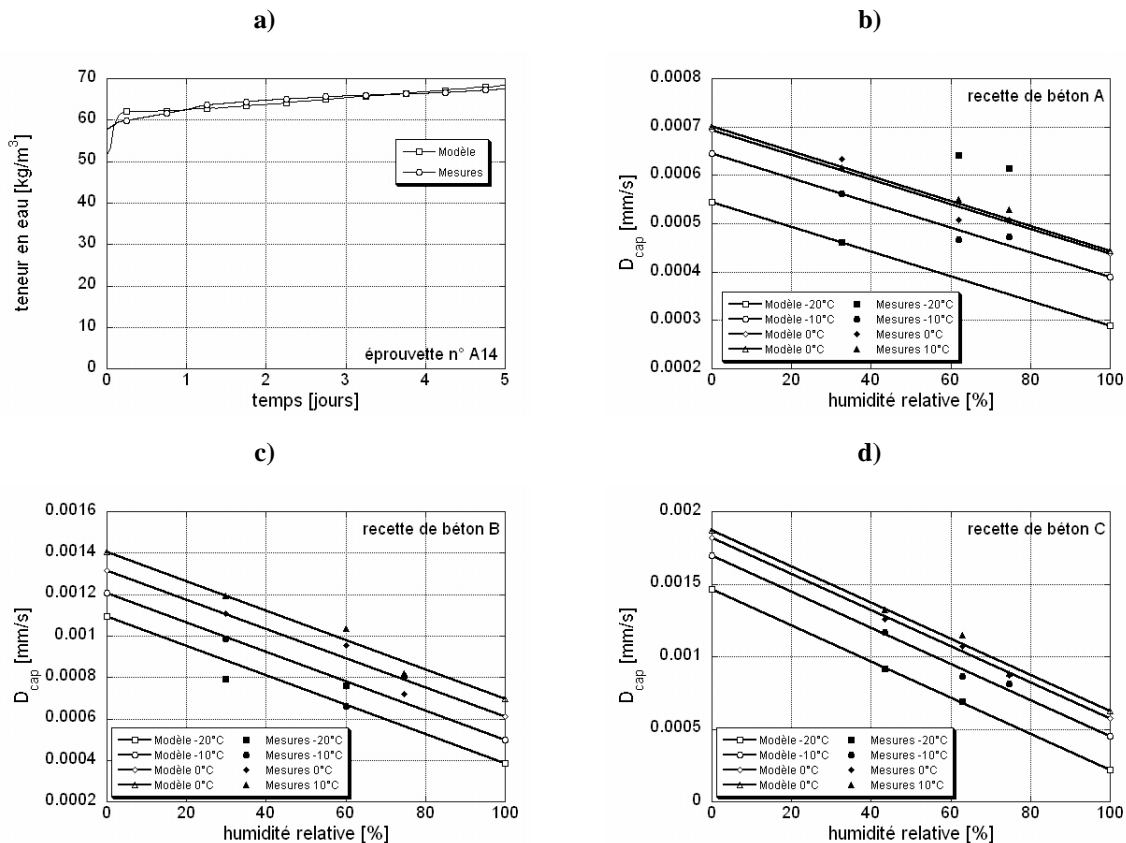 a)
70
60
50
40
30
20
10
0
teneur en eau [kg/m³]
Modèle
Mesures
éprouvette n° A14
0 1 2 3 4 5
temps [jours]
b)
0.0008
0.0007
0.0006
0.0005
0.0004
0.0003
0.0002
D_cap [mm/s]
recette de béton A
Modèle -20°C Mesures -20°C
Modèle -10°C Mesures -10°C
Modèle 0°C Mesures 0°C
Modèle 0°C Mesures 10°C
0 20 40 60 80 100
humidité relative [%]
c)
0.0016
0.0014
0.0012
0.001
0.0008
0.0006
0.0004
0.0002
D_cap [mm/s]
recette de béton B
Modèle -20°C Mesures -20°C
Modèle -10°C Mesures -10°C
Modèle 0°C Mesures 0°C
Modèle 0°C Mesures 10°C
0 20 40 60 80 100
humidité relative [%]
d)
0.002
0.0015
0.001
0.0005
0
D_cap [mm/s]
recette de béton C
Modèle -20°C Mesures -20°C
Modèle -10°C Mesures -10°C
Modèle 0°C Mesures 0°C
Modèle 0°C Mesures 10°C
0 20 40 60 80 100
humidité relative [%]